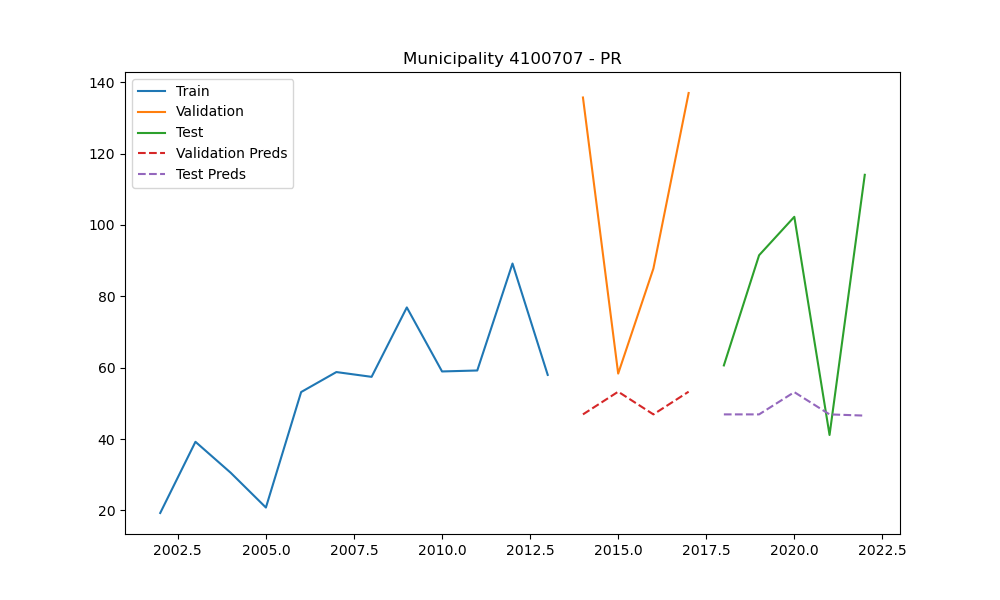 Municipality 4100707 - PR
Train
Validation
Test
Validation Preds
Test Preds
140
120
100
80
60
40
20
2002.5 2005.0 2007.5 2010.0 2012.5 2015.0 2017.5 2020.0 2022.5